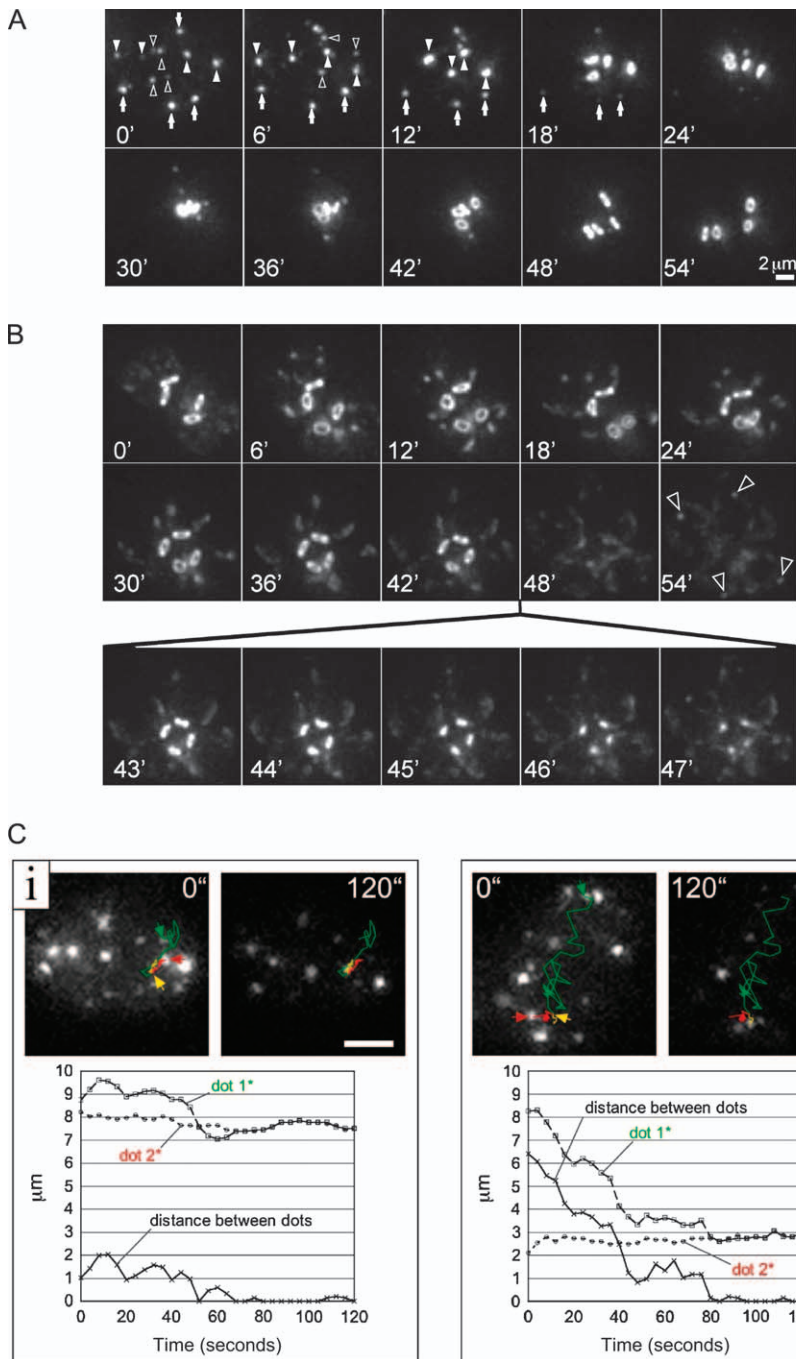 A
0’ 6’ 12’ 18’ 24’
30’ 36’ 42’ 48’ 54’
2 μm
B
0’ 6’ 12’ 18’ 24’
30’ 36’ 42’ 48’ 54’
43’ 44’ 45’ 46’ 47’
C
i
0“ 120“
0“ 120“
10
9
8
7
6
5
4
3
2
1
0
μm
dot 1*
dot 2*
distance between dots
0 20 40 60 80 100 120
Time (seconds)
10
9
8
7
6
5
4
3
2
1
0
μm
distance between dots
dot 1*
dot 2*
0 20 40 60 80 100
Time (seconds)